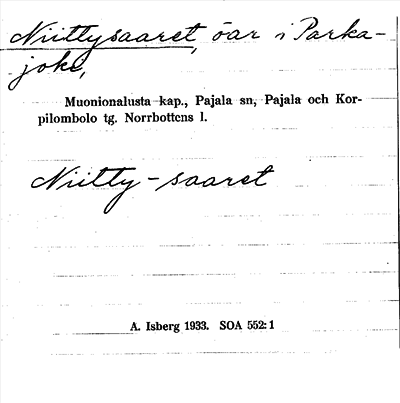 Niittysaaret, öar i Parka-
joki,
Muonionalusta kap., Pajala sn, Pajala och Kor-
pilombolo tg. Norrbottens l.
Niitty-saaret
A. Isberg 1933. SOA 552:1